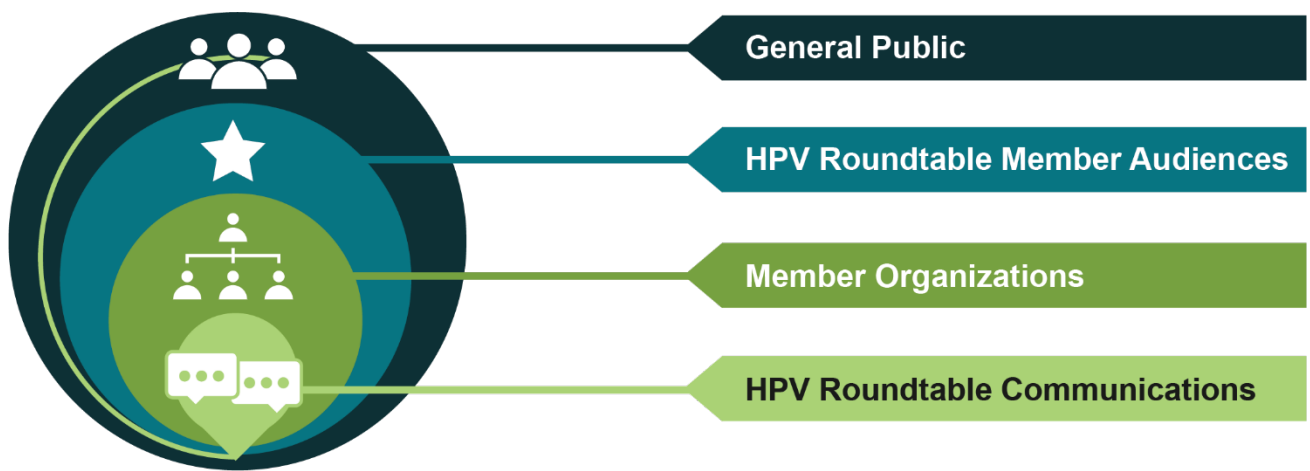 General Public
HPV Roundtable Member Audiences
Member Organizations
HPV Roundtable Communications